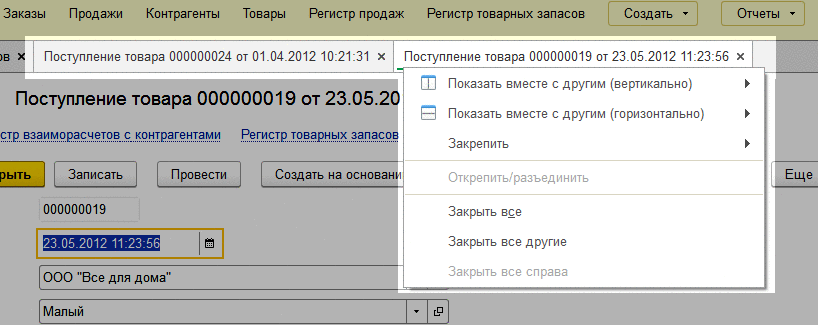 Заказы Продажи Контрагенты Товары Регистр продаж Регистр товарных запасов Создать Отчеты
ов × Поступление товара 000000024 от 01.04.2012 10:21:31 × Поступление товара 000000019 от 23.05.2012 11:23:56 ×
Поступление товара 000000019 от 23.05.20
стр взаиморасчетов с контрагентами Регистр товарных запасов
рыть Записать Провести Создать на основани Еще
000000019
23.05.2012 11:23:56
ООО "Все для дома"
Малый
Показать вместе с другим (вертикально)
Показать вместе с другим (горизонтально)
Закрепить
Открепить/разъединить
Закрыть все
Закрыть все другие
Закрыть все справа